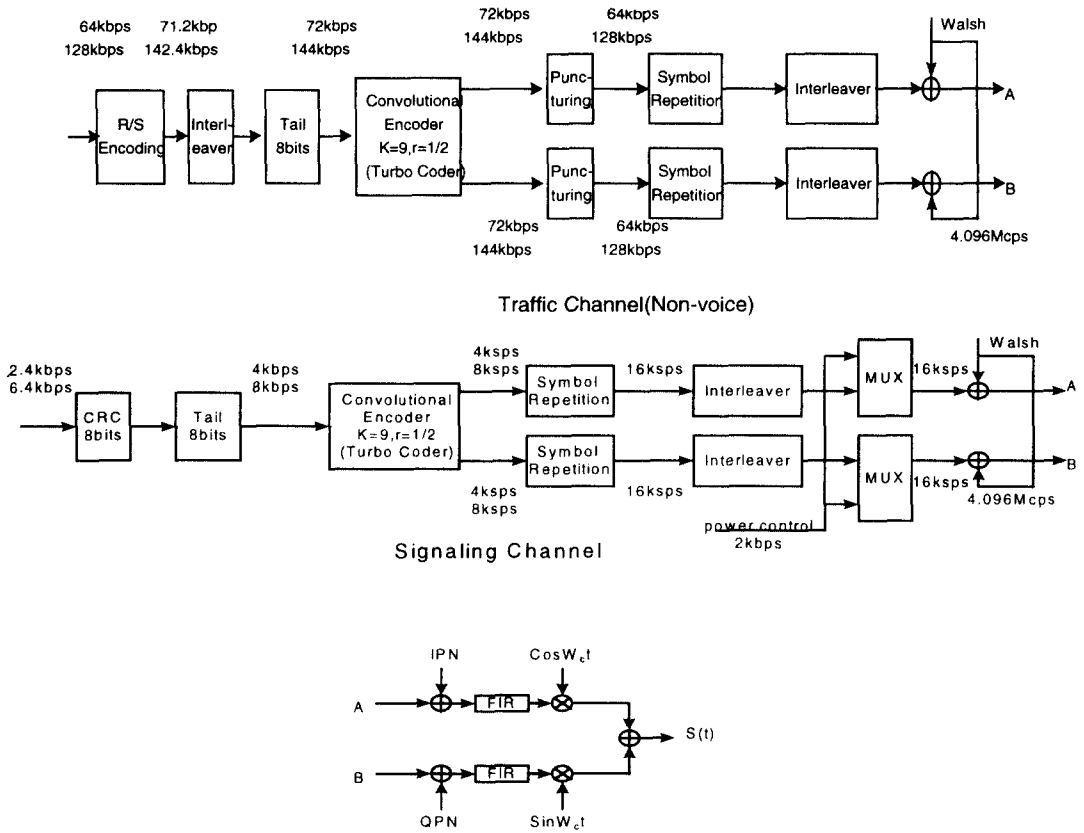 64kbps 71.2kbp 72kbps 72kbps 64kbps
128kbps 142.4kbps 144kbps 144kbps 128kbps
Walsh
R/S
Encoding
Interl-
eaver
Tail
8bits
Convolutional
Encoder
K=9,r=1/2
(Turbo Coder)
Punc-
turing
Symbol
Repetition
Interleaver
A
Punc-
turing
Symbol
Repetition
Interleaver
B
72kbps 64kbps
144kbps 128kbps
4.096Mcps
Traffic Channel(Non-voice)
2.4kbps 4kbps 4ksps
6.4kbps 8kbps 8ksps
16ksps
Walsh
CRC
8bits
Tail
8bits
Convolutional
Encoder
K=9,r=1/2
(Turbo Coder)
Symbol
Repetition
Interleaver
MUX
16ksps
A
Symbol
Repetition
Interleaver
MUX
16ksps
B
4ksps
8ksps
16ksps
4.096Mcps
power control
2kbps
Signaling Channel
IPN CosWct
A
FIR
S(t)
B
FIR
QPN SinWct